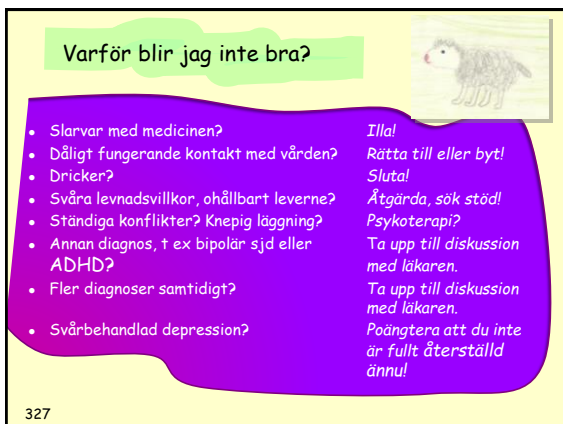 Varför blir jag inte bra?
• Slarvar med medicinen? Illa!
• Dåligt fungerande kontakt med vården? Rätta till eller byt!
• Dricker? Sluta!
• Svåra levnadsvillkor, ohållbart leverne? Åtgärda, sök stöd!
• Ständiga konflikter? Knepig läggning? Psykoterapi?
• Annan diagnos, t ex bipolär sjd eller Ta upp till diskussion
ADHD? med läkaren.
• Fler diagnoser samtidigt? Ta upp till diskussion
med läkaren.
• Svårbehandlad depression? Poängtera att du inte
är fullt återställd
ännu!
327